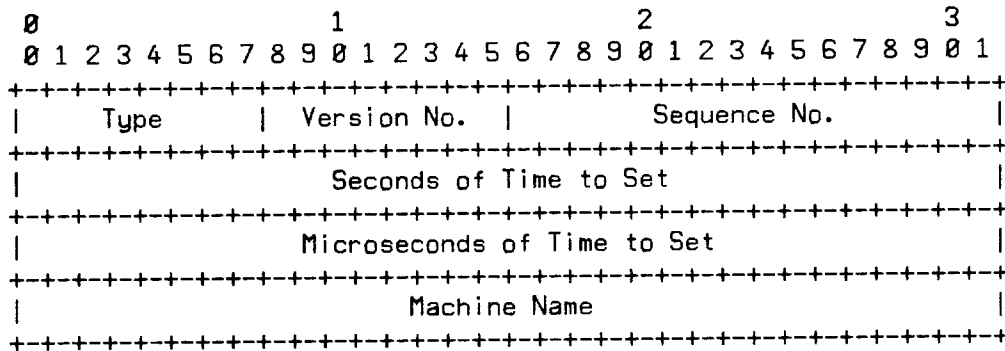 0                   1                   2                   3
0 1 2 3 4 5 6 7 8 9 0 1 2 3 4 5 6 7 8 9 0 1 2 3 4 5 6 7 8 9 0 1
+-+-+-+-+-+-+-+-+-+-+-+-+-+-+-+-+-+-+-+-+-+-+-+-+-+-+-+-+-+-+-+-+
|     Type      |  Version No.  |         Sequence No.          |
+-+-+-+-+-+-+-+-+-+-+-+-+-+-+-+-+-+-+-+-+-+-+-+-+-+-+-+-+-+-+-+-+
|                    Seconds of Time to Set                     |
+-+-+-+-+-+-+-+-+-+-+-+-+-+-+-+-+-+-+-+-+-+-+-+-+-+-+-+-+-+-+-+-+
|                  Microseconds of Time to Set                  |
+-+-+-+-+-+-+-+-+-+-+-+-+-+-+-+-+-+-+-+-+-+-+-+-+-+-+-+-+-+-+-+-+
|                         Machine Name                          |
+-+-+-+-+-+-+-+-+-+-+-+-+-+-+-+-+-+-+-+-+-+-+-+-+-+-+-+-+-+-+-+-+